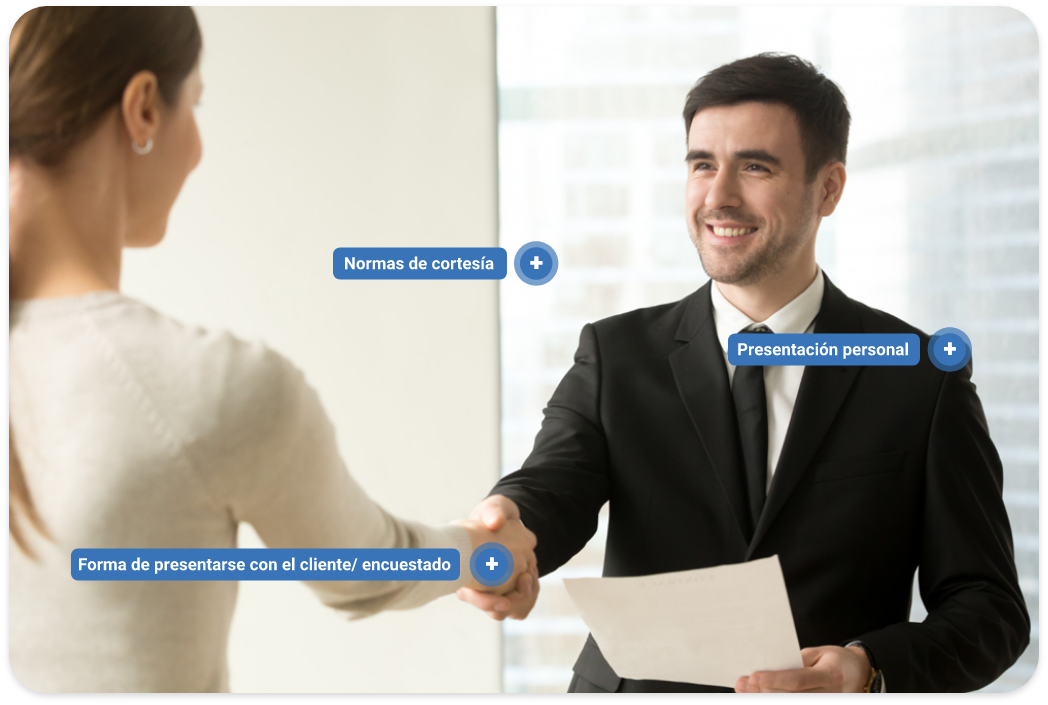 Normas de cortesía
Presentación personal
Forma de presentarse con el cliente/ encuestado